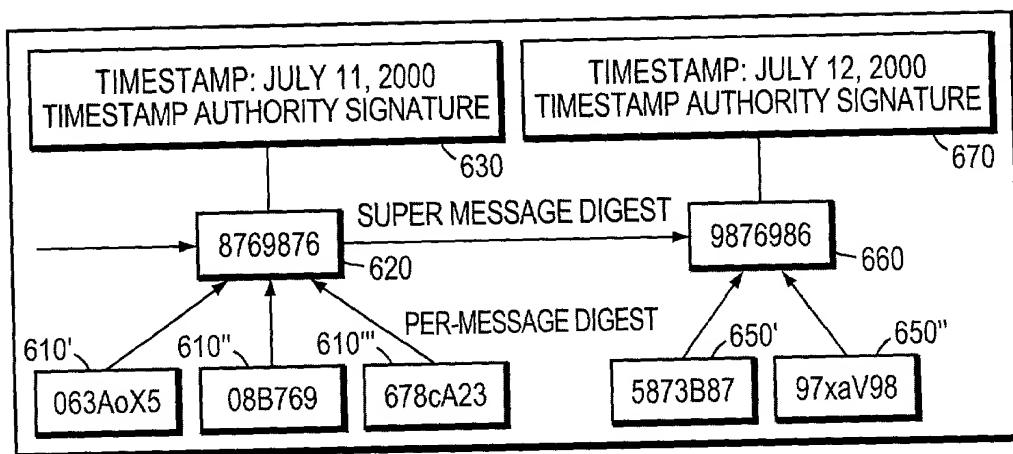 TIMESTAMP: JULY 11, 2000
TIMESTAMP AUTHORITY SIGNATURE
630
TIMESTAMP: JULY 12, 2000
TIMESTAMP AUTHORITY SIGNATURE
670
SUPER MESSAGE DIGEST
8769876
620
9876986
660
PER-MESSAGE DIGEST
610'
063AoX5
610"
08B769
610'"
678cA23
650'
5873B87
650"
97xaV98